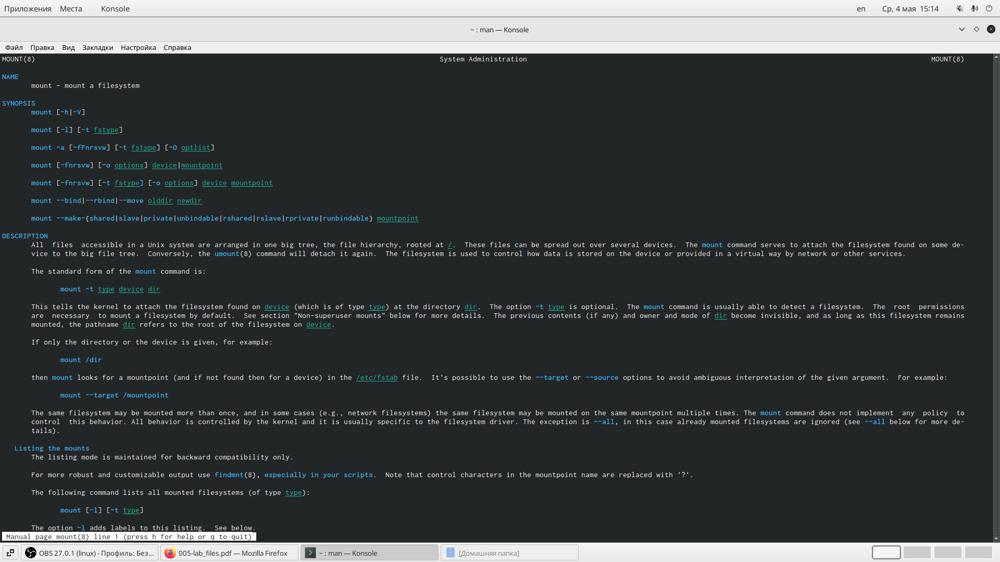 Приложения Места Konsole en Ср, 4 мая 15:14
~ : man — Konsole
Файл Правка Вид Закладки Настройка Справка
MOUNT(8) System Administration MOUNT(8)
NAME
mount - mount a filesystem
SYNOPSIS
mount [-h|-V]
mount [-l] [-t fstype]
mount -a [-fFnrsvw] [-t fstype] [-O optlist]
mount [-fnrsvw] [-o options] device|mountpoint
mount [-fnrsvw] [-t fstype] [-o options] device mountpoint
mount --bind|--rbind|--move olddir newdir
mount --make-{shared|slave|private|unbindable|rshared|rslave|rprivate|runbindable} mountpoint
DESCRIPTION
All files accessible in a Unix system are arranged in one big tree, the file hierarchy, rooted at /. These files can be spread out over several devices. The mount command serves to attach the filesystem found on some de-
vice to the big file tree. Conversely, the umount(8) command will detach it again. The filesystem is used to control how data is stored on the device or provided in a virtual way by network or other services.
The standard form of the mount command is:
mount -t type device dir
This tells the kernel to attach the filesystem found on device (which is of type type) at the directory dir. The option -t type is optional. The mount command is usually able to detect a filesystem. The root permissions
are necessary to mount a filesystem by default. See section "Non-superuser mounts" below for more details. The previous contents (if any) and owner and mode of dir become invisible, and as long as this filesystem remains
mounted, the pathname dir refers to the root of the filesystem on device.
If only the directory or the device is given, for example:
mount /dir
then mount looks for a mountpoint (and if not found then for a device) in the /etc/fstab file. It's possible to use the --target or --source options to avoid ambiguous interpretation of the given argument. For example:
mount --target /mountpoint
The same filesystem may be mounted more than once, and in some cases (e.g., network filesystems) the same filesystem may be mounted on the same mountpoint multiple times. The mount command does not implement any policy to
control this behavior. All behavior is controlled by the kernel and it is usually specific to the filesystem driver. The exception is --all, in this case already mounted filesystems are ignored (see --all below for more de-
tails).
Listing the mounts
The listing mode is maintained for backward compatibility only.
For more robust and customizable output use findmnt(8), especially in your scripts. Note that control characters in the mountpoint name are replaced with '?'.
The following command lists all mounted filesystems (of type type):
mount [-l] [-t type]
The option -l adds labels to this listing. See below.
Manual page mount(8) line 1 (press h for help or q to quit)
OBS 27.0.1 (linux) - Профиль: Без... 005-lab_files.pdf — Mozilla Firefox ~ : man — Konsole [Домашняя папка]